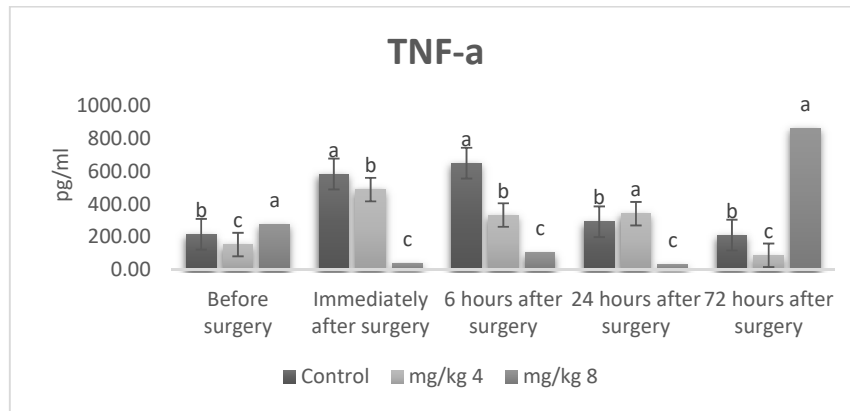 TNF-a
pg/ml
1000.00
800.00
600.00
400.00
200.00
0.00
b c a
a b c
a b c
b a c
b c a
Before surgery
Immediately after surgery
6 hours after surgery
24 hours after surgery
72 hours after surgery
Control mg/kg 4 mg/kg 8